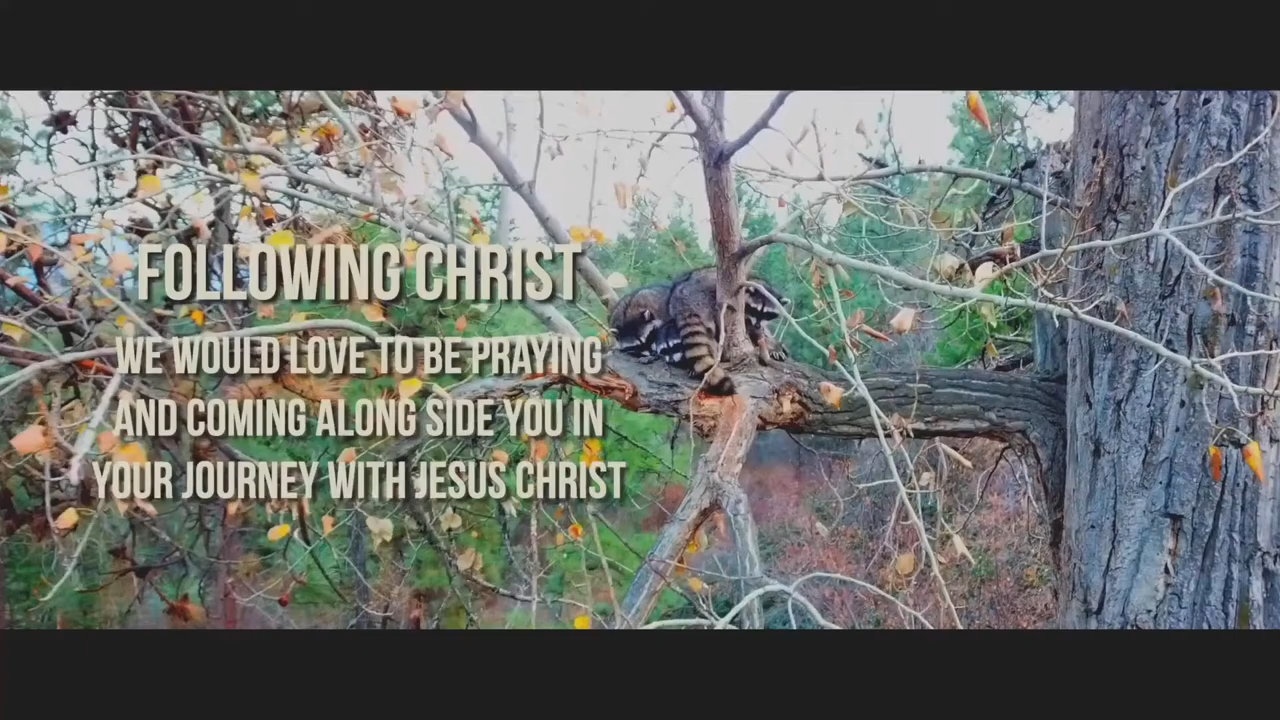 FOLLOWING CHRIST
WE WOULD LOVE TO BE PRAYING
AND COMING ALONG SIDE YOU IN
YOUR JOURNEY WITH JESUS CHRIST